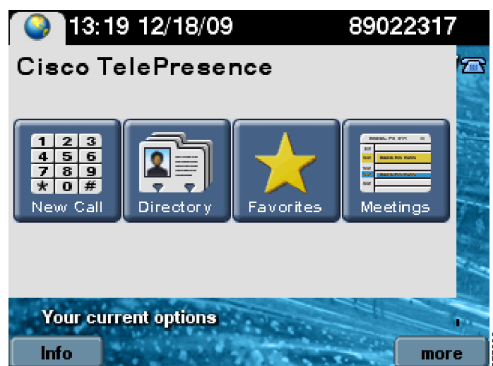 13:19 12/18/09 89022317
Cisco TelePresence
1 2 3
4 5 6
7 8 9
* 0 #
New Call Directory Favorites Meetings
Your current options
Info more